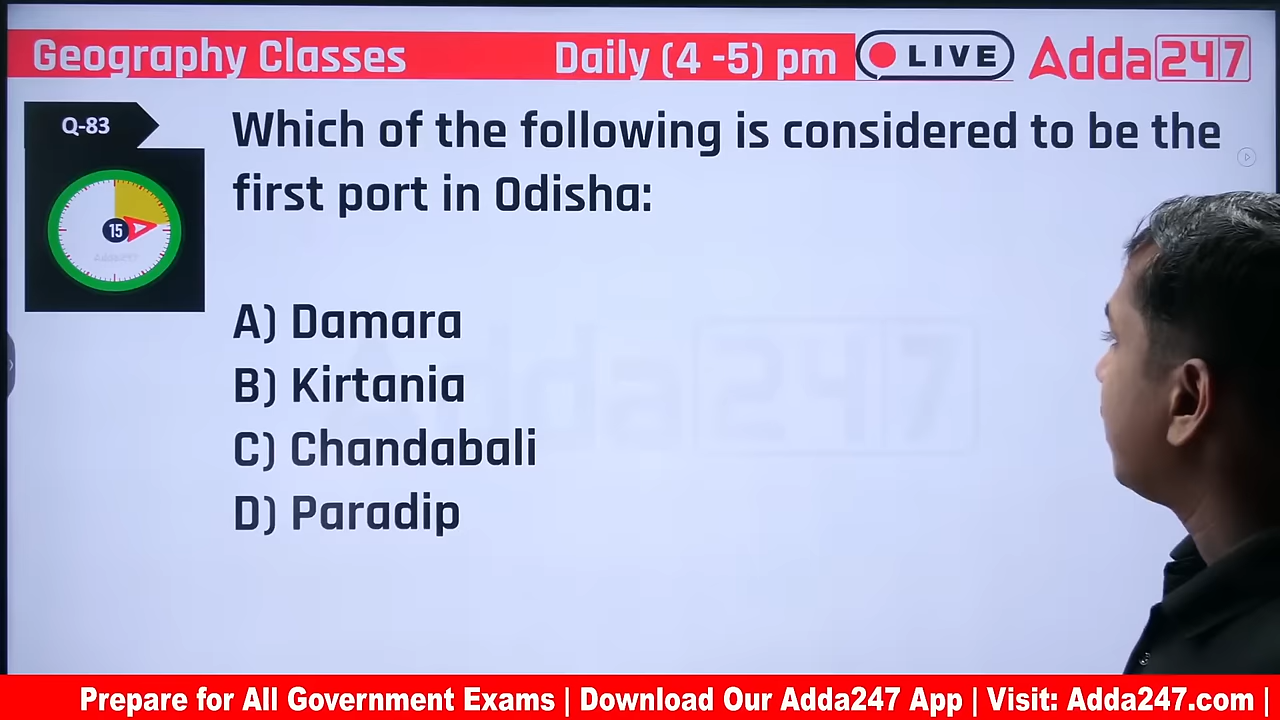 Geography Classes Daily (4 -5) pm LIVE Adda247
Q-83
Which of the following is considered to be the
first port in Odisha:
15
Adda247
A) Damara
B) Kirtania
C) Chandabali
D) Paradip
Adda247
Prepare for All Government Exams | Download Our Adda247 App | Visit: Adda247.com |